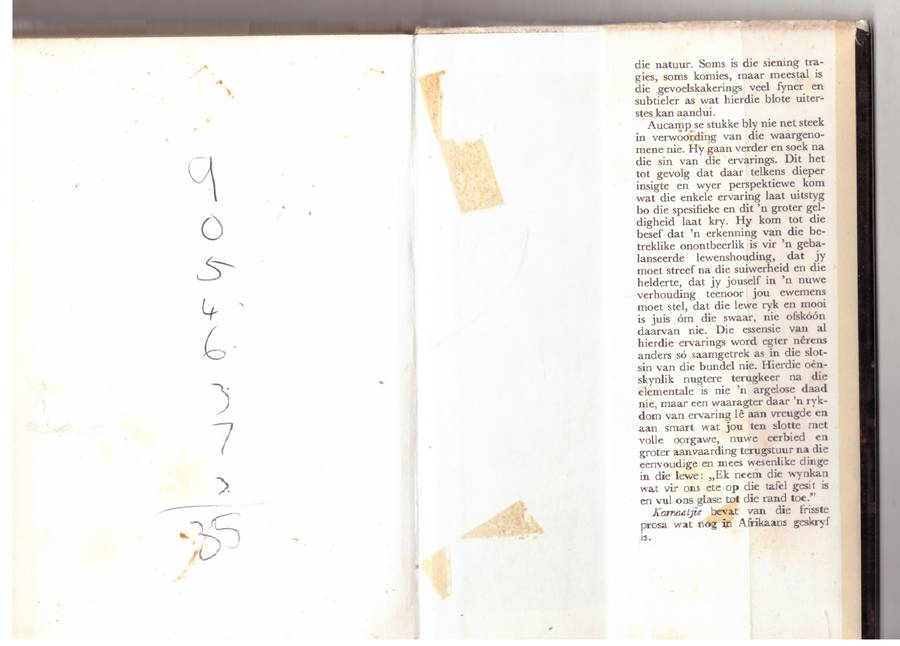 9
0
5
4
6
3
7
2
35
die natuur. Soms is die siening tra-
gies, soms komies, maar meestal is
die gevoelskakerings veel fyner en
subtieler as wat hierdie blote uiter-
stes kan aandui.
Aucamp se stukke bly nie net steek
in verwoording van die waargeno-
mene nie. Hy gaan verder en soek na
die sin van die ervarings. Dit het
tot gevolg dat daar telkens dieper
insigte en wyer perspektiewe kom
wat die enkele ervaring laat uitstyg
bo die spesifieke en dit 'n groter gel-
digheid laat kry. Hy kom tot die
besef dat 'n erkenning van die be-
treklike onontbeerlik is vir 'n geba-
lanseerde lewenshouding, dat jy
moet streef na die suiwerheid en die
helderte, dat jy jouself in 'n nuwe
verhouding teenoor jou ewemens
moet stel, dat die lewe ryk en mooi
is juis óm die swaar, nie ofskóón
daarvan nie. Die essensie van al
hierdie ervarings word egter nêrens
anders só saamgetrek as in die slot-
sin van die bundel nie. Hierdie oën-
skynlik nugtere terugkeer na die
elementale is nie 'n argelose daad
nie, maar een waaragter daar 'n ryk-
dom van ervaring lê aan vreugde en
aan smart wat jou ten slotte met
volle oorgawe, nuwe eerbied en
groter aanvaarding terugstuur na die
eenvoudige en mees wesenlike dinge
in die lewe: „Ek neem die wynkan
wat vir ons ete op die tafel gesit is
en vul ons glase tot die rand toe."
Karnaatjie bevat van die frisste
prosa wat nog in Afrikaans geskryf
is.